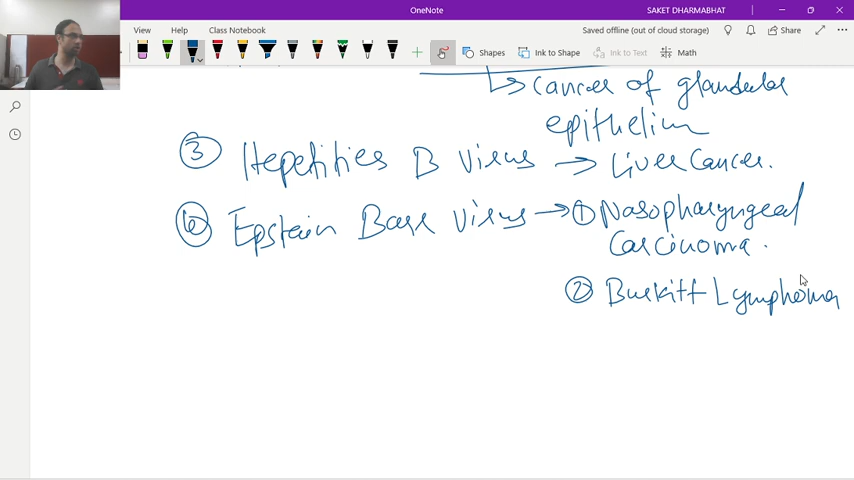 OneNote
SAKET DHARMABHAT
View Help Class Notebook
Saved offline (out of cloud storage)
Share
Shapes
Ink to Shape
Ink to Text
Math
Cancer of glandular
epithelium
3 Hepetities B Virus → Liver Cancer.
Epstein Barr Virus → 1 Nasopharyngeal
Carcinoma.
2 Burkitt Lymphoma